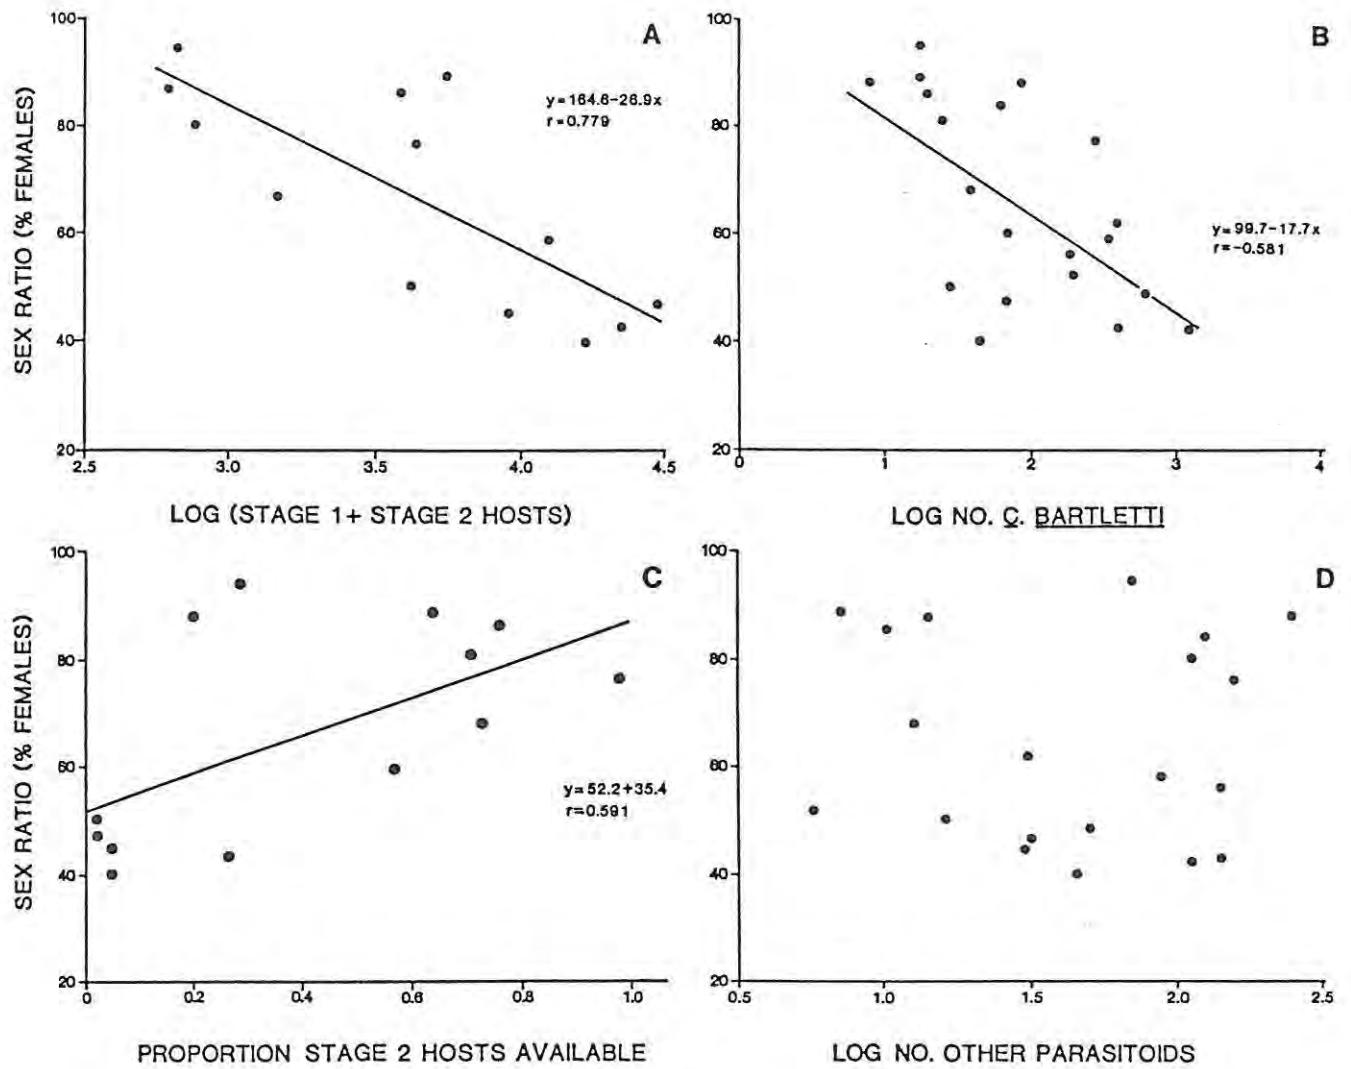 A
SEX RATIO (% FEMALES)
100
80
60
40
20
y=164.6-26.9x
r=0.779
2.5 3.0 3.5 4.0 4.5
LOG (STAGE 1+ STAGE 2 HOSTS)
B
100
80
60
40
20
y=99.7-17.7x
r=-0.581
0 1 2 3 4
LOG NO. C. BARTLETTI
C
SEX RATIO (% FEMALES)
100
80
60
40
20
y=52.2+35.4
r=0.591
0 0.2 0.4 0.6 0.8 1.0
PROPORTION STAGE 2 HOSTS AVAILABLE
D
100
80
60
40
20
0.5 1.0 1.5 2.0 2.5
LOG NO. OTHER PARASITOIDS